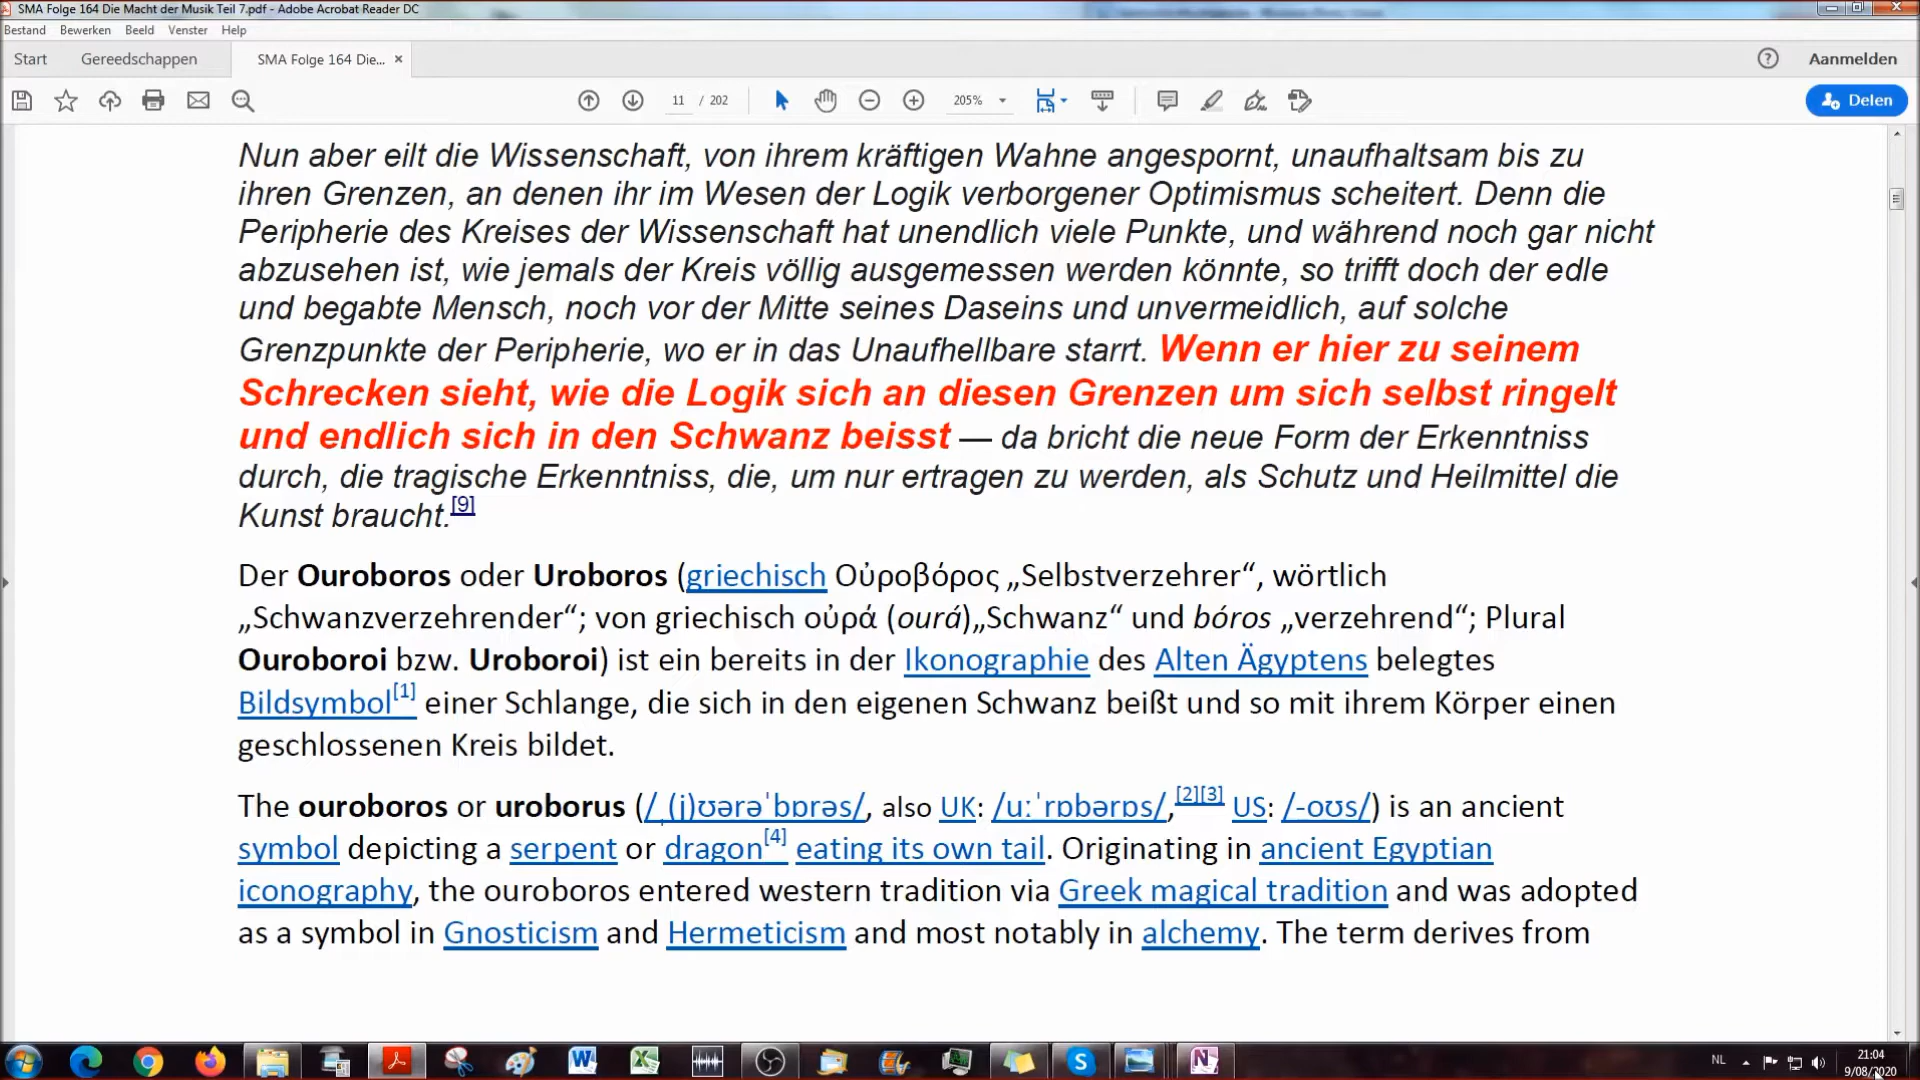 SMA Folge 164 Die Macht der Musik Teil 7.pdf - Adobe Acrobat Reader DC
Bestand Bewerken Beeld Venster Help
Start Gereedschappen SMA Folge 164 Die... × Aanmelden
11 / 202 205% Delen
Nun aber eilt die Wissenschaft, von ihrem kräftigen Wahne angespornt, unaufhaltsam bis zu
ihren Grenzen, an denen ihr im Wesen der Logik verborgener Optimismus scheitert. Denn die
Peripherie des Kreises der Wissenschaft hat unendlich viele Punkte, und während noch gar nicht
abzusehen ist, wie jemals der Kreis völlig ausgemessen werden könnte, so trifft doch der edle
und begabte Mensch, noch vor der Mitte seines Daseins und unvermeidlich, auf solche
Grenzpunkte der Peripherie, wo er in das Unaufhellbare starrt. Wenn er hier zu seinem
Schrecken sieht, wie die Logik sich an diesen Grenzen um sich selbst ringelt
und endlich sich in den Schwanz beisst — da bricht die neue Form der Erkenntniss
durch, die tragische Erkenntniss, die, um nur ertragen zu werden, als Schutz und Heilmittel die
Kunst braucht.[9]
Der Ouroboros oder Uroboros (griechisch Οὐροβόρος „Selbstverzehrer“, wörtlich
„Schwanzverzehrender“; von griechisch οὐρά (ourá)„Schwanz“ und bóros „verzehrend“; Plural
Ouroboroi bzw. Uroboroi) ist ein bereits in der Ikonographie des Alten Ägyptens belegtes
Bildsymbol[1] einer Schlange, die sich in den eigenen Schwanz beißt und so mit ihrem Körper einen
geschlossenen Kreis bildet.
The ouroboros or uroborus (/ˌ(j)ʊərəˈbɒrəs/, also UK: /uːˈrɒbərɒs/,[2][3] US: /-oʊs/) is an ancient
symbol depicting a serpent or dragon[4] eating its own tail. Originating in ancient Egyptian
iconography, the ouroboros entered western tradition via Greek magical tradition and was adopted
as a symbol in Gnosticism and Hermeticism and most notably in alchemy. The term derives from
NL 21:04
9/08/2020